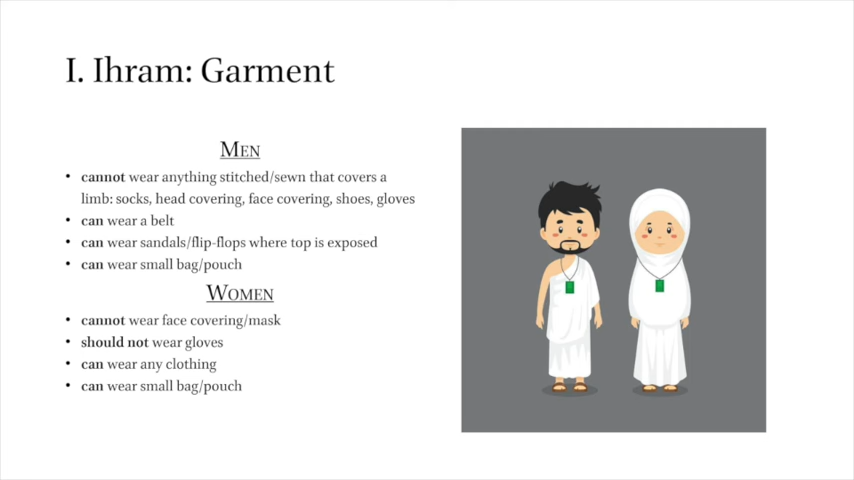 I. Ihram: Garment
Men
• cannot wear anything stitched/sewn that covers a
limb: socks, head covering, face covering, shoes, gloves
• can wear a belt
• can wear sandals/flip-flops where top is exposed
• can wear small bag/pouch
Women
• cannot wear face covering/mask
• should not wear gloves
• can wear any clothing
• can wear small bag/pouch